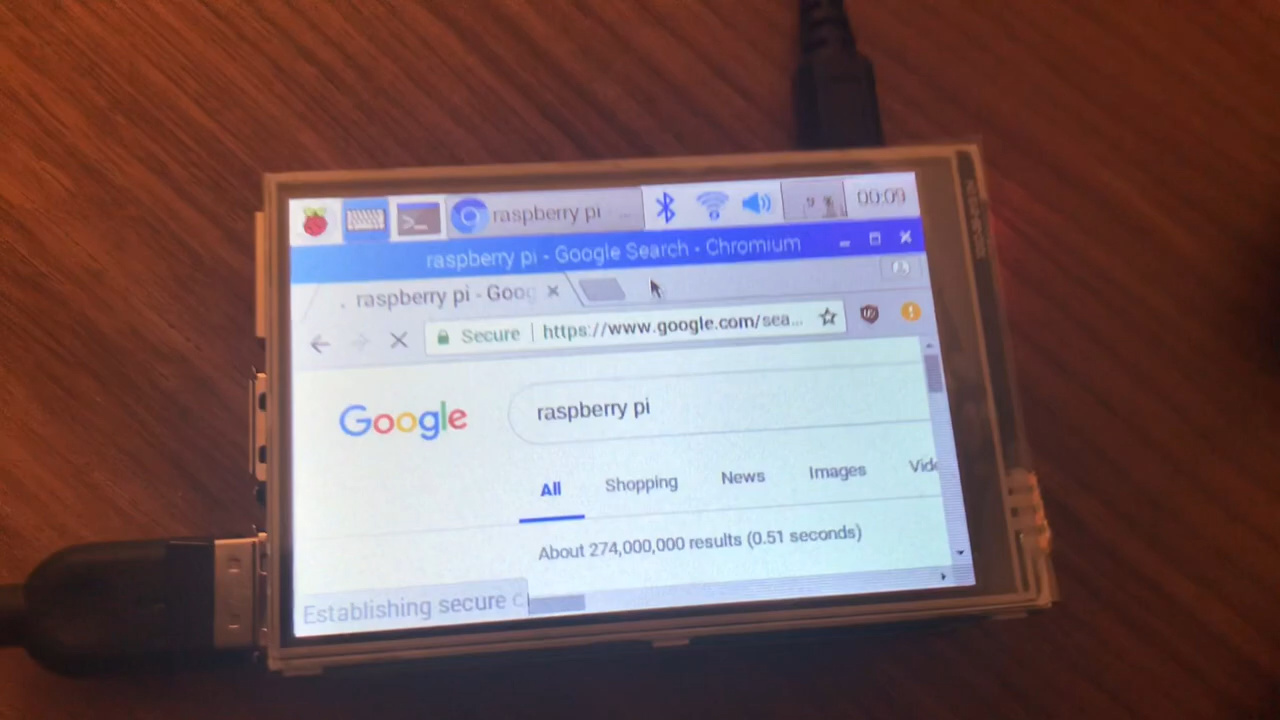 raspberry pi ...
00:09
raspberry pi - Google Search - Chromium
raspberry pi - Goog
Secure | https://www.google.com/sea...
Google
raspberry pi
All Shopping News Images Vide
About 274,000,000 results (0.51 seconds)
Establishing secure c